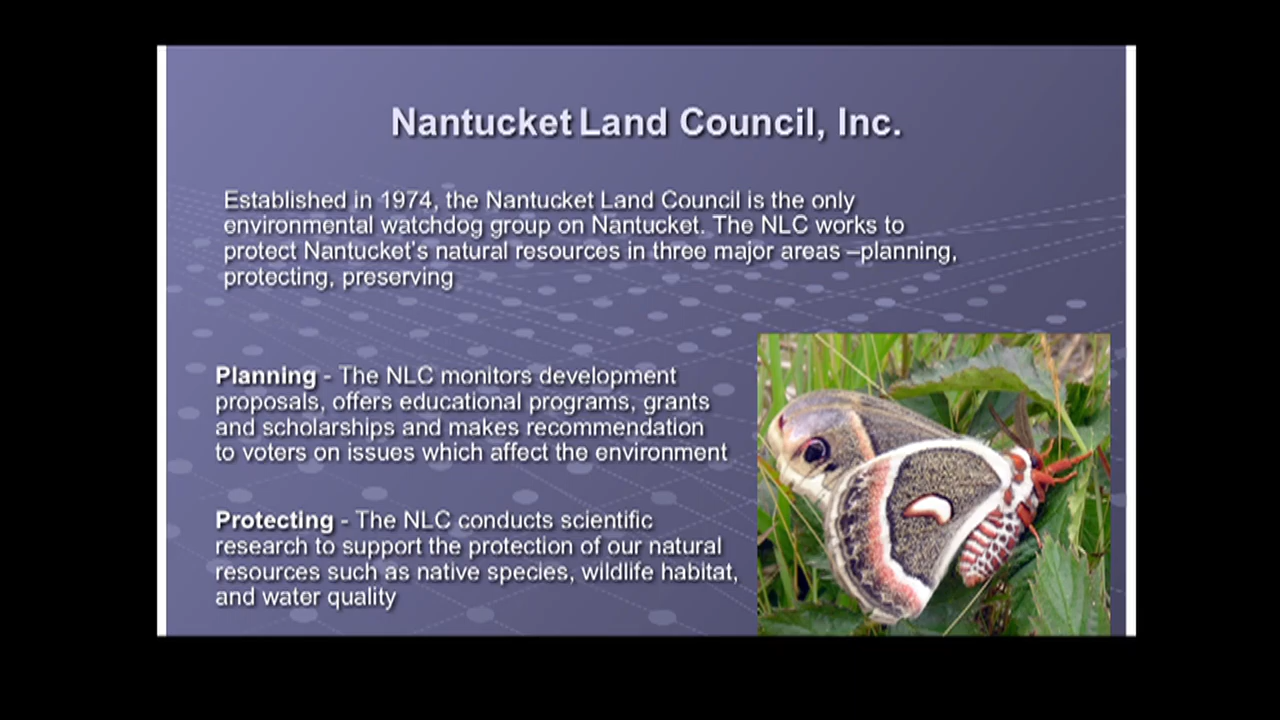 Nantucket Land Council, Inc.
Established in 1974, the Nantucket Land Council is the only
environmental watchdog group on Nantucket. The NLC works to
protect Nantucket's natural resources in three major areas –planning,
protecting, preserving
Planning - The NLC monitors development
proposals, offers educational programs, grants
and scholarships and makes recommendation
to voters on issues which affect the environment
Protecting - The NLC conducts scientific
research to support the protection of our natural
resources such as native species, wildlife habitat,
and water quality